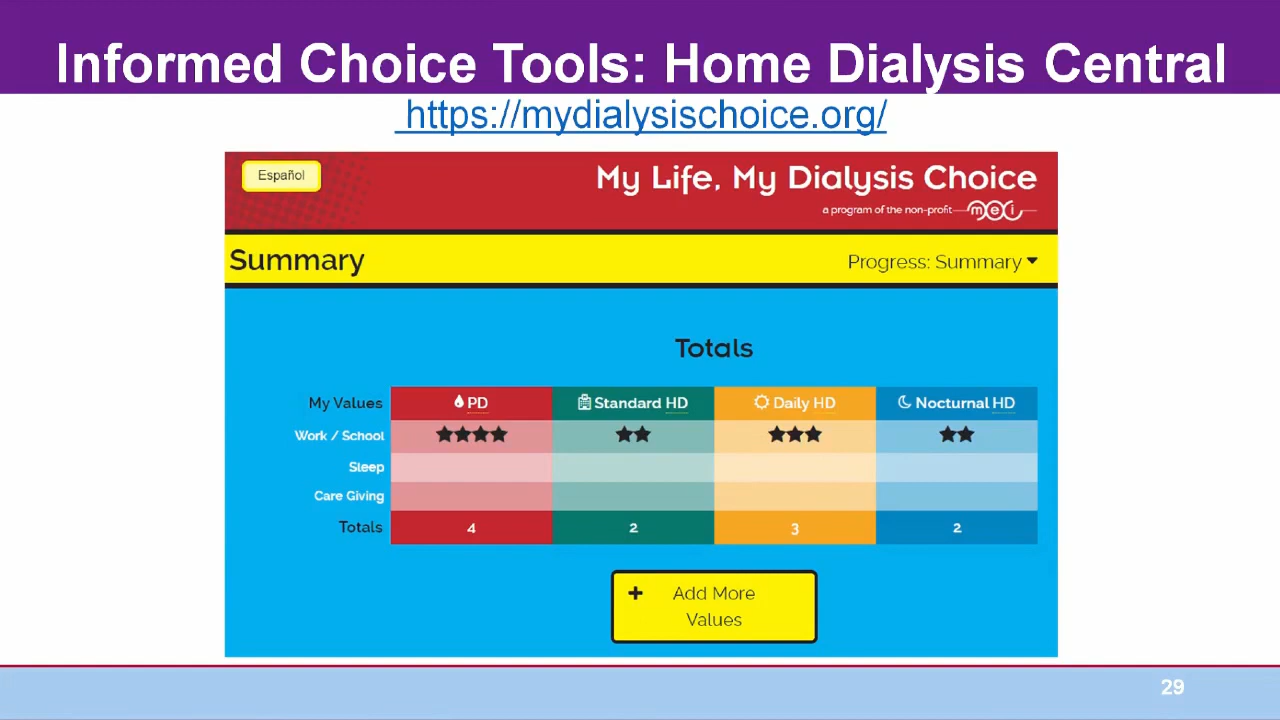 Informed Choice Tools: Home Dialysis Central
https://mydialysischoice.org/
Español
My Life, My Dialysis Choice
a program of the non-profit mei
Summary
Progress: Summary
Totals
My Values PD Standard HD Daily HD Nocturnal HD
Work / School ★★★★ ★★ ★★★ ★★
Sleep
Care Giving
Totals 4 2 3 2
+ Add More
Values
29